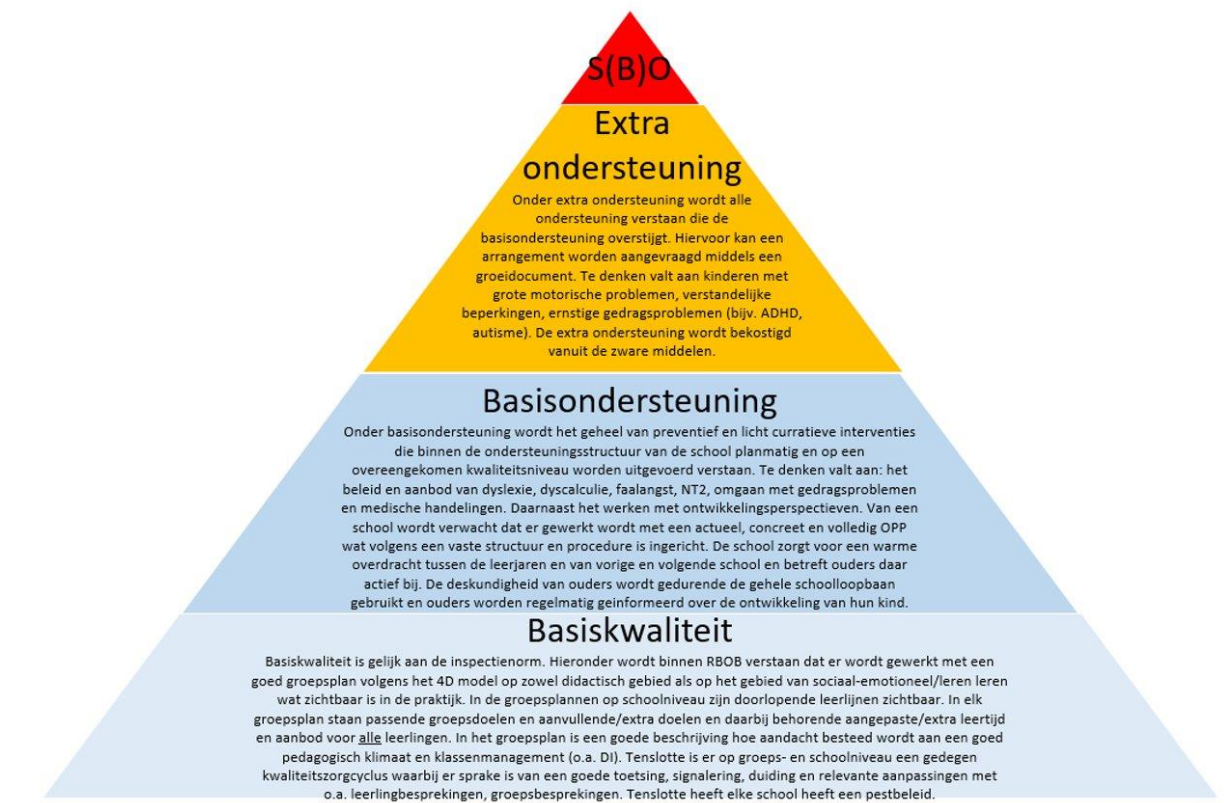 S(B)O
Extra
ondersteuning
Onder extra ondersteuning wordt alle
ondersteuning verstaan die de
basisondersteuning overstijgt. Hiervoor kan een
arrangement worden aangevraagd middels een
groeidocument. Te denken valt aan kinderen met
grote motorische problemen, verstandelijke
beperkingen, ernstige gedragsproblemen (bijv. ADHD,
autisme). De extra ondersteuning wordt bekostigd
vanuit de zware middelen.
Basisondersteuning
Onder basisondersteuning wordt het geheel van preventief en licht curratieve interventies
die binnen de ondersteuningsstructuur van de school planmatig en op een
overeengekomen kwaliteitsniveau worden uitgevoerd verstaan. Te denken valt aan: het
beleid en aanbod van dyslexie, dyscalculie, faalangst, NT2, omgaan met gedragsproblemen
en medische handelingen. Daarnaast het werken met ontwikkelingsperspectieven. Van een
school wordt verwacht dat er gewerkt wordt met een actueel, concreet en volledig OPP
wat volgens een vaste structuur en procedure is ingericht. De school zorgt voor een warme
overdracht tussen de leerjaren en van vorige en volgende school en betreft ouders daar
actief bij. De deskundigheid van ouders wordt gedurende de gehele schoolloopbaan
gebruikt en ouders worden regelmatig geinformeerd over de ontwikkeling van hun kind.
Basiskwaliteit
Basiskwaliteit is gelijk aan de inspectienorm. Hieronder wordt binnen RBOB verstaan dat er wordt gewerkt met een
goed groepsplan volgens het 4D model op zowel didactisch gebied als op het gebied van sociaal-emotioneel/leren leren
wat zichtbaar is in de praktijk. In de groepsplannen op schoolniveau zijn doorlopende leerlijnen zichtbaar. In elk
groepsplan staan passende groepsdoelen en aanvullende/extra doelen en daarbij behorende aangepaste/extra leertijd
en aanbod voor alle leerlingen. In het groepsplan is een goede beschrijving hoe aandacht besteed wordt aan een goed
pedagogisch klimaat en klassenmanagement (o.a. DI). Tenslotte is er op groeps- en schoolniveau een gedegen
kwaliteitszorgcyclus waarbij er sprake is van een goede toetsing, signalering, duiding en relevante aanpassingen met
o.a. leerlingbesprekingen, groepsbesprekingen. Tenslotte heeft elke school heeft een pestbeleid.